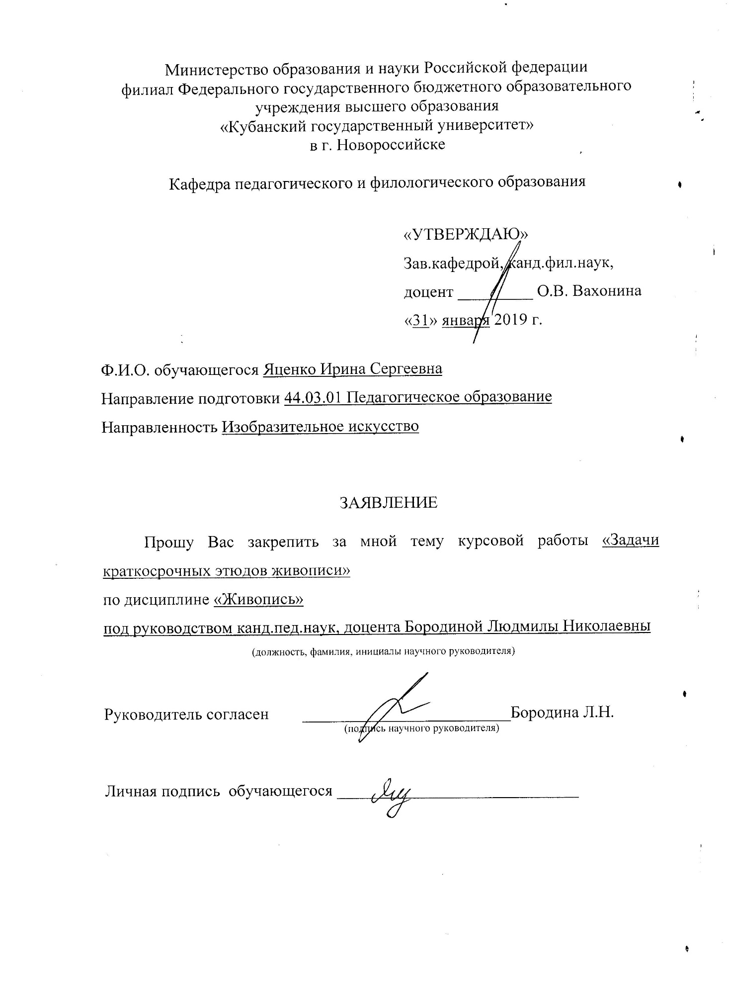 Министерство образования и науки Российской федерации
филиал Федерального государственного бюджетного образовательного
учреждения высшего образования
«Кубанский государственный университет»
в г. Новороссийске
Кафедра педагогического и филологического образования
«УТВЕРЖДАЮ»
Зав.кафедрой, канд.фил.наук,
доцент __________ О.В. Вахонина
«31» января 2019 г.
Ф.И.О. обучающегося Яценко Ирина Сергеевна
Направление подготовки 44.03.01 Педагогическое образование
Направленность Изобразительное искусство
ЗАЯВЛЕНИЕ
Прошу Вас закрепить за мной тему курсовой работы «Задачи
краткосрочных этюдов живописи»
по дисциплине «Живопись»
под руководством канд.пед.наук, доцента Бородиной Людмилы Николаевны
(должность, фамилия, инициалы научного руководителя)
Руководитель согласен __________ Бородина Л.Н.
(подпись научного руководителя)
Личная подпись обучающегося __________